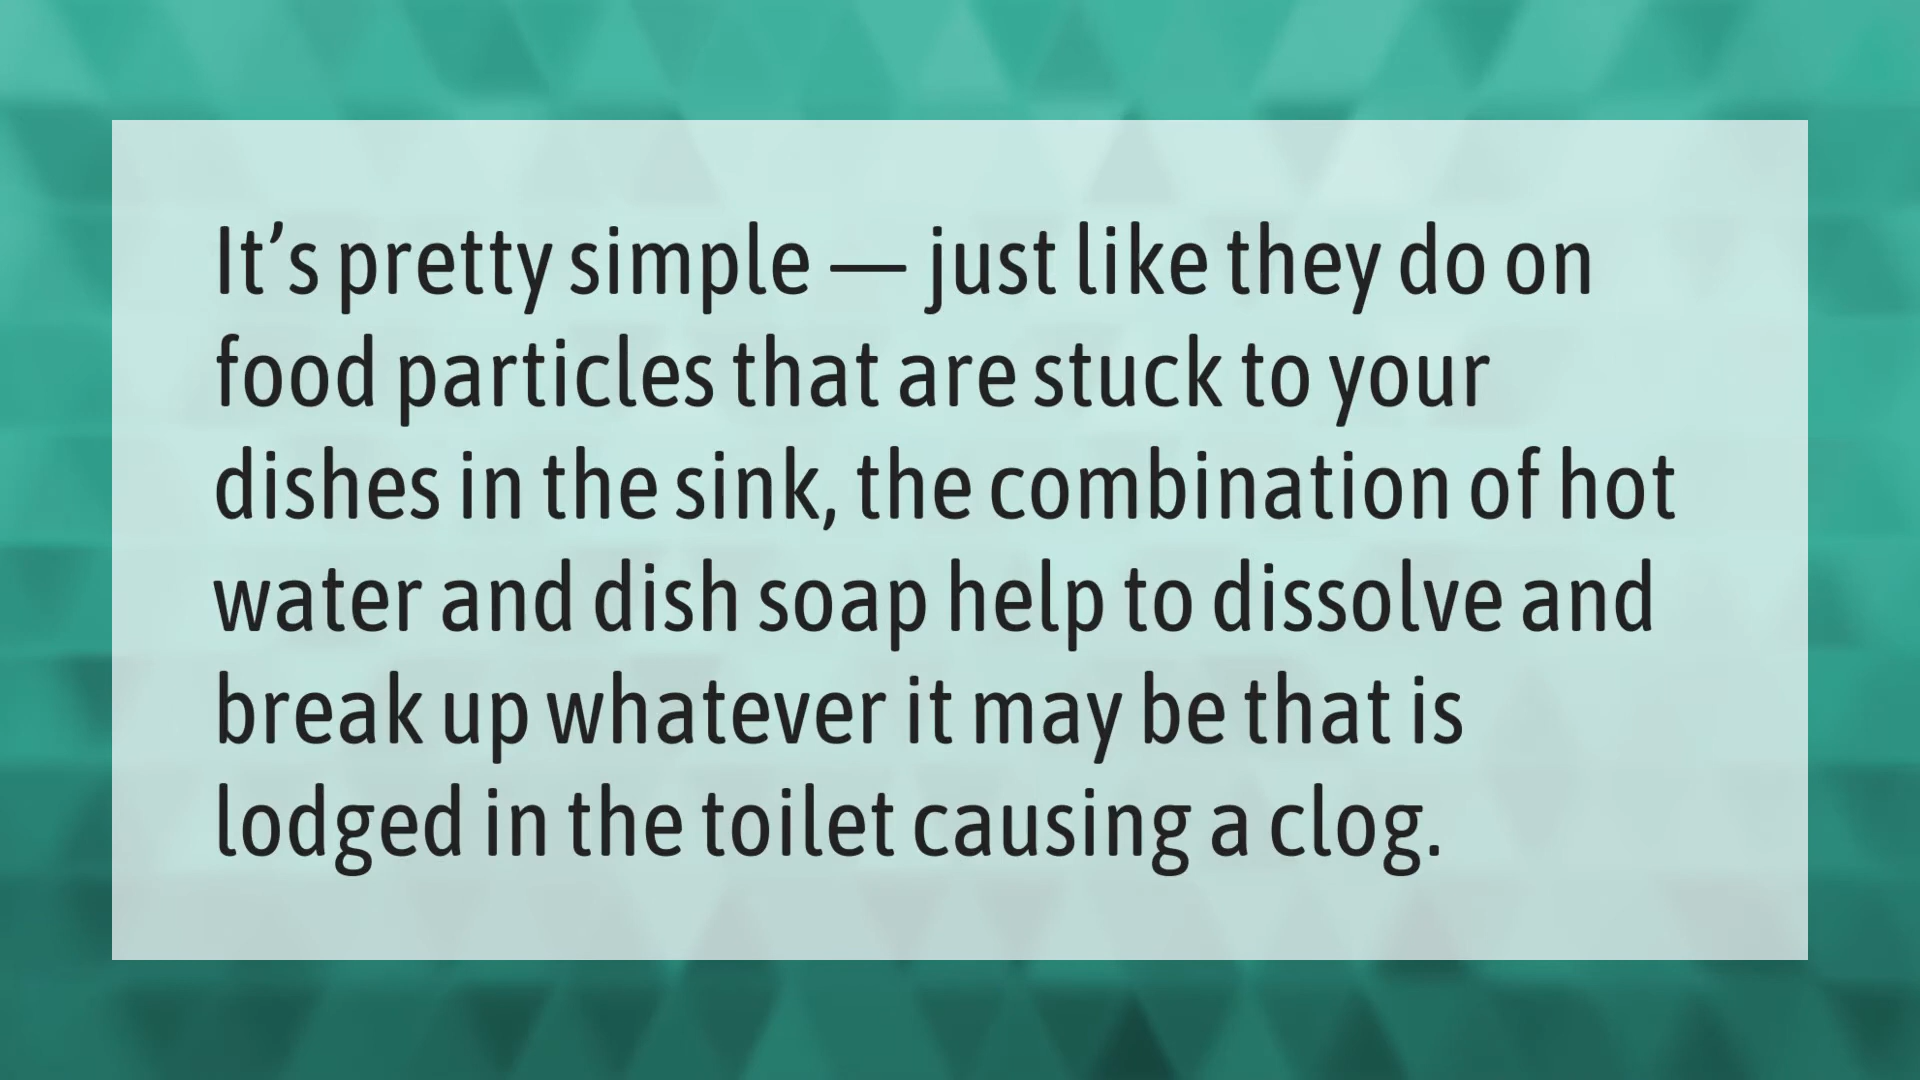 It’s pretty simple — just like they do on
food particles that are stuck to your
dishes in the sink, the combination of hot
water and dish soap help to dissolve and
break up whatever it may be that is
lodged in the toilet causing a clog.